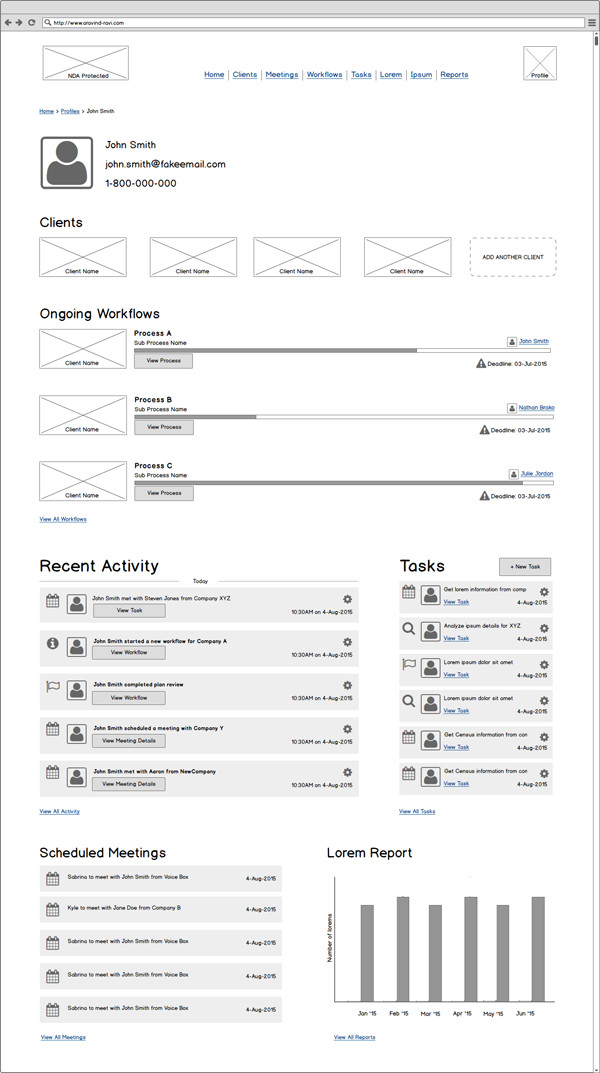 http://www.aravind-ravi.com
NDA Protected
Home | Clients | Meetings | Workflows | Tasks | Lorem | Ipsum | Reports
Profile
Home > Profiles > John Smith
John Smith
john.smith@fakeemail.com
1-800-000-000
Clients
Client Name
Client Name
Client Name
Client Name
ADD ANOTHER CLIENT
Ongoing Workflows
Client Name
Process A
Sub Process Name
John Smith
View Process
Deadline: 03-Jul-2015
Client Name
Process B
Sub Process Name
Nathan Brako
View Process
Deadline: 03-Jul-2015
Client Name
Process C
Sub Process Name
Julie Jordon
View Process
Deadline: 03-Jul-2015
View All Workflows
Recent Activity
Today
John Smith met with Steven Jones from Company XYZ
View Task
10:30AM on 4-Aug-2015
John Smith started a new workflow for Company A
View Workflow
10:30AM on 4-Aug-2015
John Smith completed plan review
View Workflow
10:30AM on 4-Aug-2015
John Smith scheduled a meeting with Company Y
View Meeting Details
10:30AM on 4-Aug-2015
John Smith met with Aaron from NewCompany
View Meeting Details
10:30AM on 4-Aug-2015
View All Activity
Tasks
+ New Task
Get lorem information from comp
View Task
4-Aug-2015
Analyze ipsum details for XYZ
View Task
4-Aug-2015
Lorem ipsum dolor sit amet
View Task
4-Aug-2015
Lorem ipsum dolor sit amet
View Task
4-Aug-2015
Get Census information from con
View Task
4-Aug-2015
Get Census information from con
View Task
4-Aug-2015
View All Tasks
Scheduled Meetings
Sabrina to meet with John Smith from Voice Box
4-Aug-2015
Kyle to meet with Jane Doe from Company B
4-Aug-2015
Sabrina to meet with John Smith from Voice Box
4-Aug-2015
Sabrina to meet with John Smith from Voice Box
4-Aug-2015
Sabrina to meet with John Smith from Voice Box
4-Aug-2015
View All Meetings
Lorem Report
Number of lorems
Jan '15 Feb '15 Mar '15 Apr '15 May '15 Jun '15
View All Reports